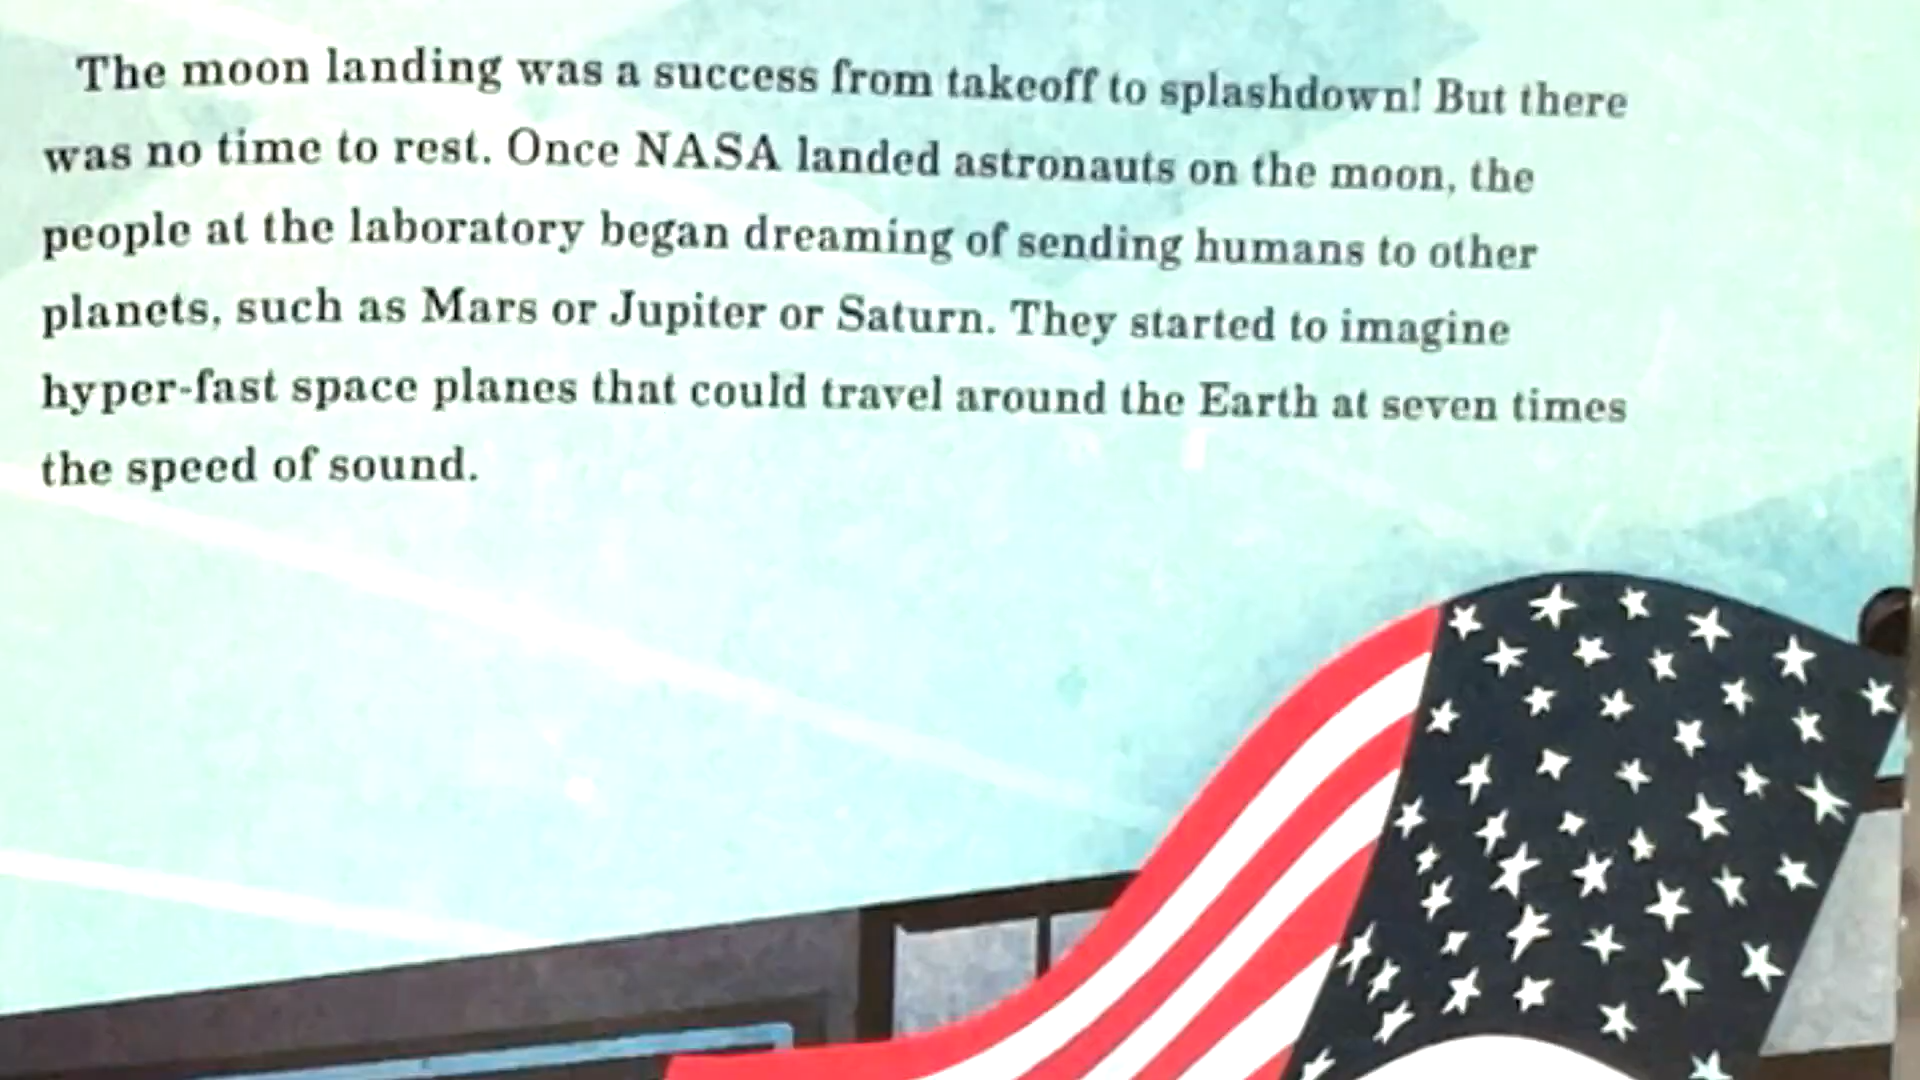 The moon landing was a success from takeoff to splashdown! But there
was no time to rest. Once NASA landed astronauts on the moon, the
people at the laboratory began dreaming of sending humans to other
planets, such as Mars or Jupiter or Saturn. They started to imagine
hyper-fast space planes that could travel around the Earth at seven times
the speed of sound.